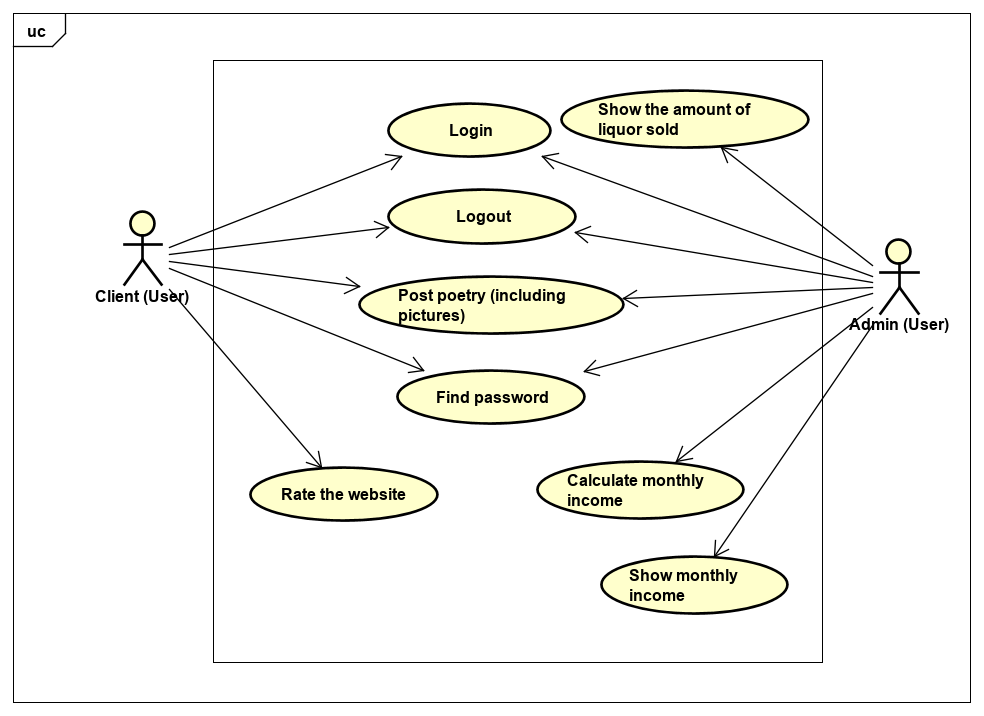 uc
Show the amount of
liquor sold
Login
Logout
Client (User)
Post poetry (including
pictures)
Admin (User)
Find password
Rate the website
Calculate monthly
income
Show monthly
income